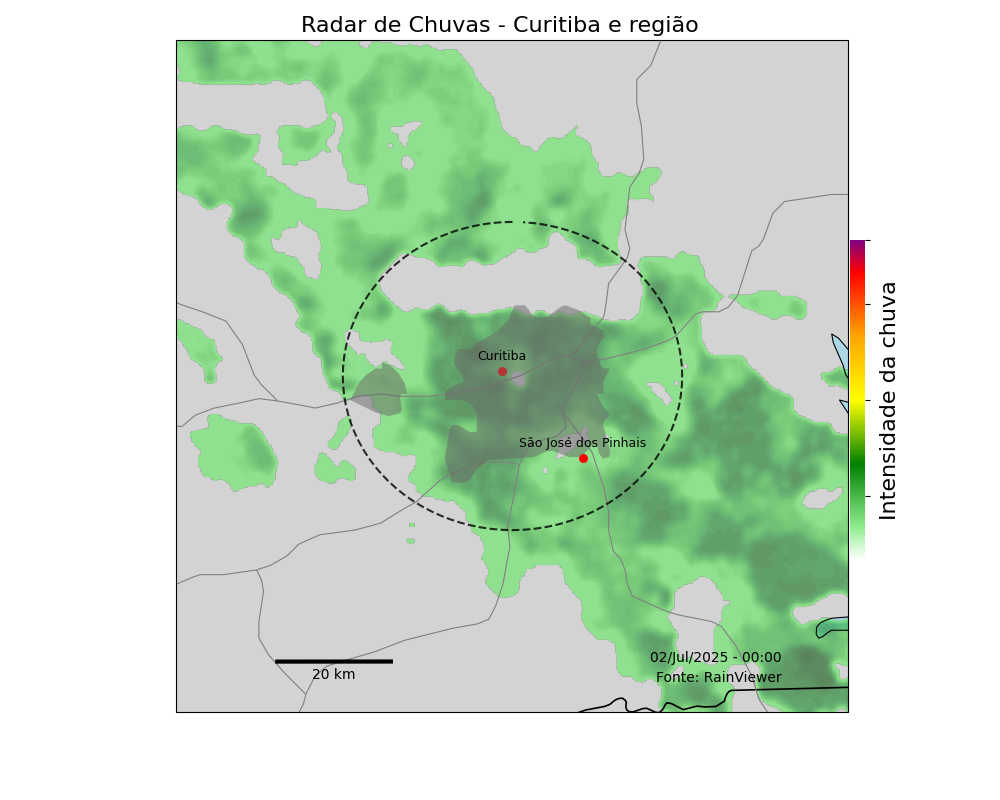 Radar de Chuvas - Curitiba e região
Curitiba
São José dos Pinhais
Intensidade da chuva
20 km
02/Jul/2025 - 00:00
Fonte: RainViewer